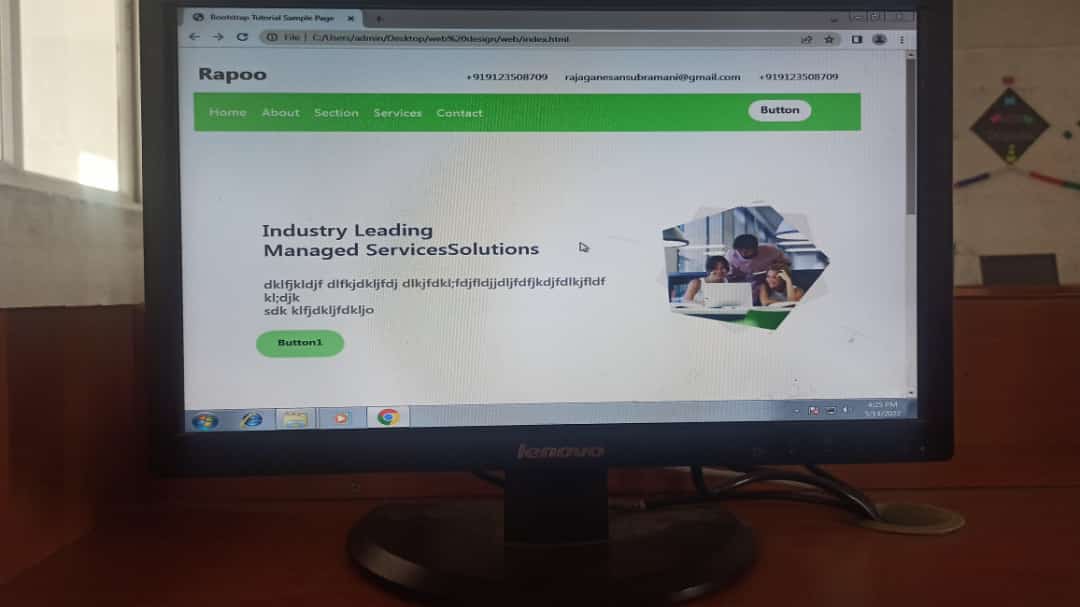 Bootstrap Tutorial Sample Page
File | C:/Users/admin/Desktop/web%20design/web/index.html
Rapoo +919123508709 rajaganesansubramani@gmail.com +919123508709
Home About Section Services Contact Button
Industry Leading
Managed ServicesSolutions
dklfjkldjf dlfkjdkljfdj dlkjfdkl;fdjfldjjdljfdfjkdjfdlkjfldf
kl;djk
sdk klfjdkljfdkljo
Button1
4:25 PM
lenovo